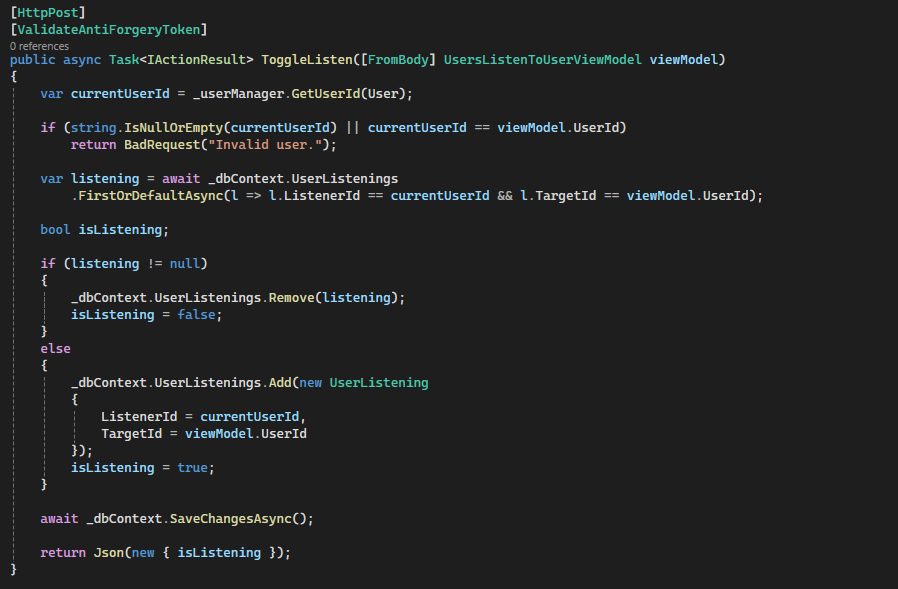 [HttpPost]
[ValidateAntiForgeryToken]
0 references
public async Task<IActionResult> ToggleListen([FromBody] UsersListenToUserViewModel viewModel)
{
    var currentUserId = _userManager.GetUserId(User);

    if (string.IsNullOrEmpty(currentUserId) || currentUserId == viewModel.UserId)
        return BadRequest("Invalid user.");

    var listening = await _dbContext.UserListenings
        .FirstOrDefaultAsync(l => l.ListenerId == currentUserId && l.TargetId == viewModel.UserId);

    bool isListening;

    if (listening != null)
    {
        _dbContext.UserListenings.Remove(listening);
        isListening = false;
    }
    else
    {
        _dbContext.UserListenings.Add(new UserListening
        {
            ListenerId = currentUserId,
            TargetId = viewModel.UserId
        });
        isListening = true;
    }

    await _dbContext.SaveChangesAsync();

    return Json(new { isListening });
}